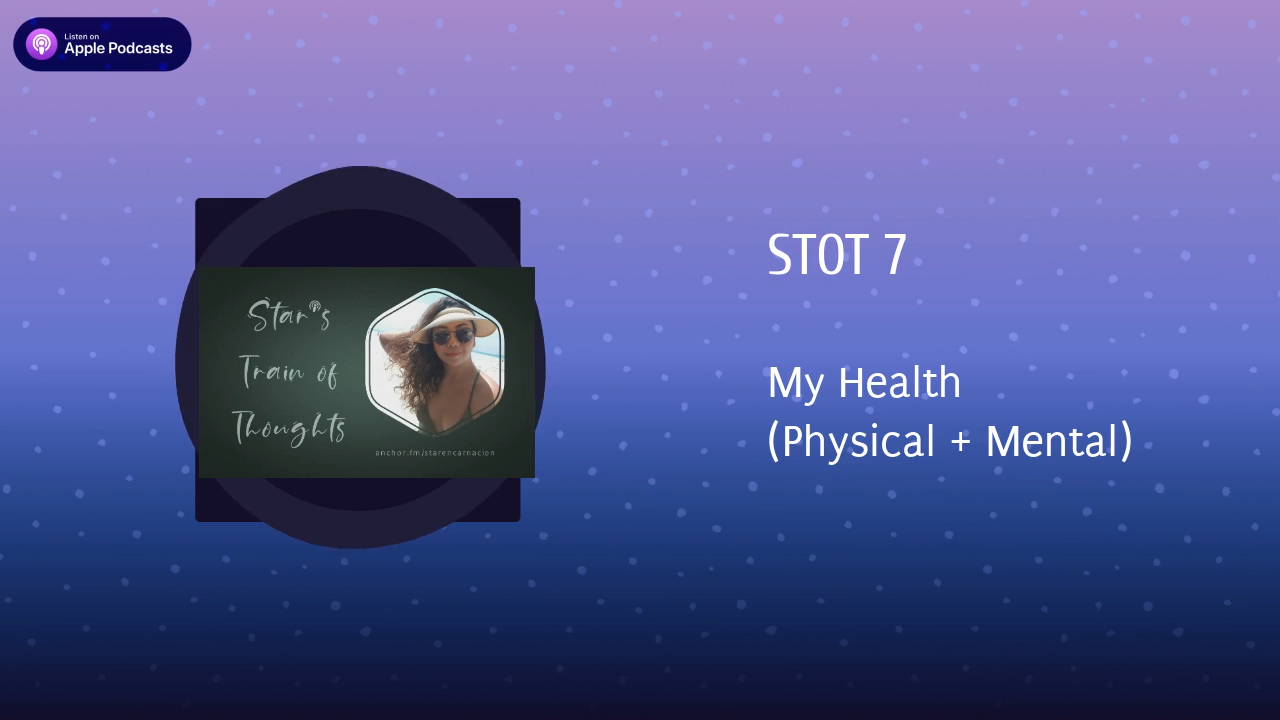 Listen on
Apple Podcasts
Star's
Train of
Thoughts
anchor.fm/starencarnacion
STOT 7
My Health
(Physical + Mental)